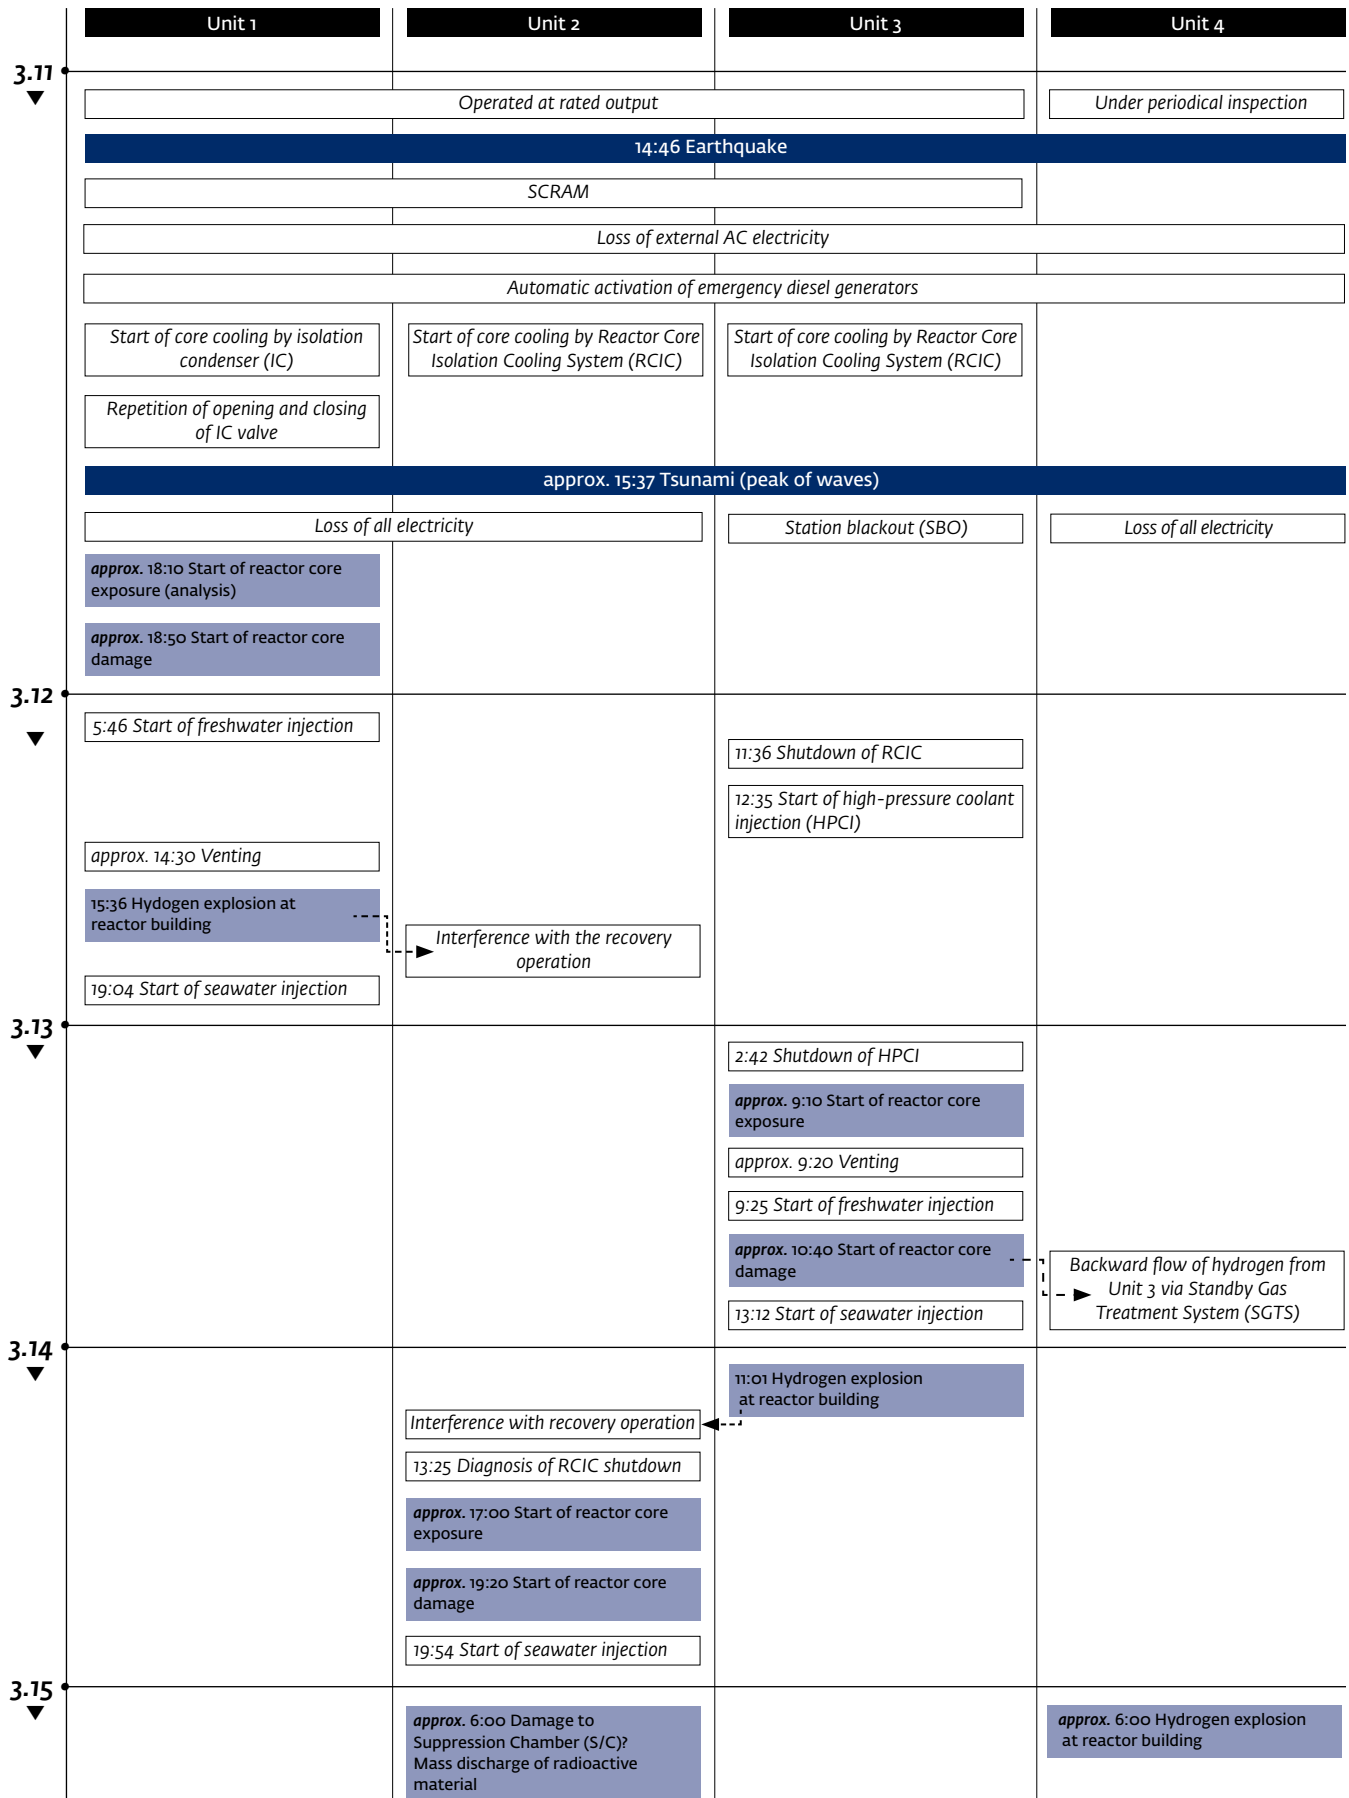 Unit 1
Unit 2
Unit 3
Unit 4
3.11
Operated at rated output
Under periodical inspection
14:46 Earthquake
SCRAM
Loss of external AC electricity
Automatic activation of emergency diesel generators
Start of core cooling by isolation
condenser (IC)
Start of core cooling by Reactor Core
Isolation Cooling System (RCIC)
Start of core cooling by Reactor Core
Isolation Cooling System (RCIC)
Repetition of opening and closing
of IC valve
approx. 15:37 Tsunami (peak of waves)
Loss of all electricity
Station blackout (SBO)
Loss of all electricity
approx. 18:10 Start of reactor core
exposure (analysis)
approx. 18:50 Start of reactor core
damage
3.12
5:46 Start of freshwater injection
11:36 Shutdown of RCIC
12:35 Start of high-pressure coolant
injection (HPCI)
approx. 14:30 Venting
15:36 Hydogen explosion at
reactor building
Interference with the recovery
operation
19:04 Start of seawater injection
3.13
2:42 Shutdown of HPCI
approx. 9:10 Start of reactor core
exposure
approx. 9:20 Venting
9:25 Start of freshwater injection
approx. 10:40 Start of reactor core
damage
Backward flow of hydrogen from
Unit 3 via Standby Gas
Treatment System (SGTS)
13:12 Start of seawater injection
3.14
11:01 Hydrogen explosion
at reactor building
Interference with recovery operation
13:25 Diagnosis of RCIC shutdown
approx. 17:00 Start of reactor core
exposure
approx. 19:20 Start of reactor core
damage
19:54 Start of seawater injection
3.15
approx. 6:00 Damage to
Suppression Chamber (S/C)?
Mass discharge of radioactive
material
approx. 6:00 Hydrogen explosion
at reactor building